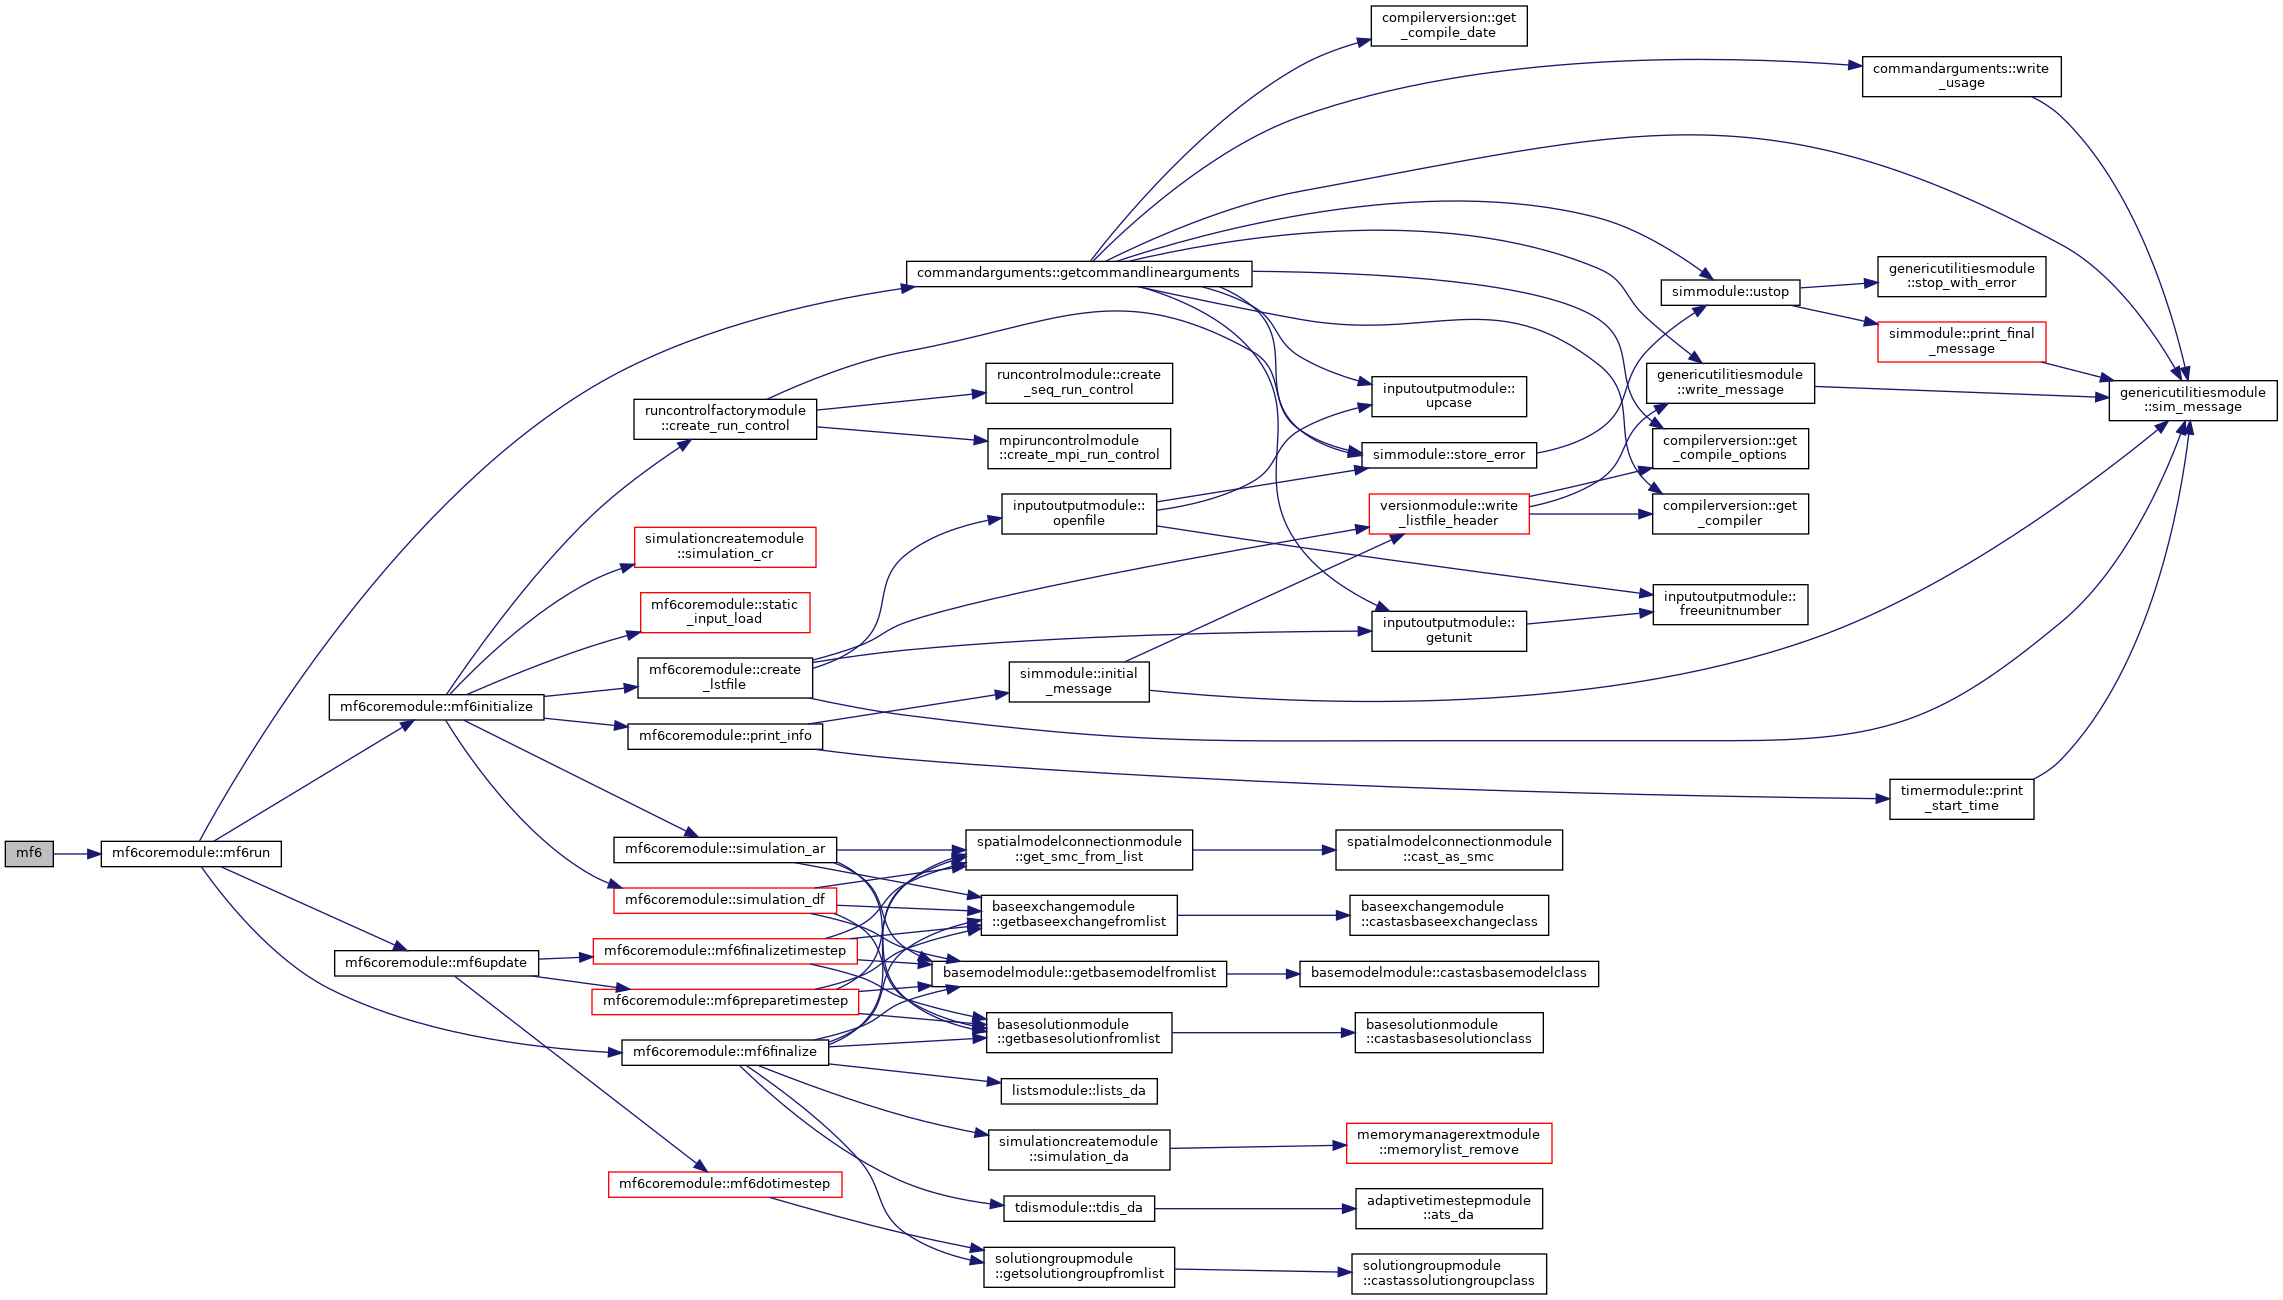 compilerversion::get
_compile_date
commandarguments::write
_usage
commandarguments::getcommandlinearguments
genericutilitiesmodule
::stop_with_error
simmodule::ustop
simmodule::print_final
_message
runcontrolmodule::create
_seq_run_control
genericutilitiesmodule
::write_message
inputoutputmodule::
upcase
genericutilitiesmodule
::sim_message
runcontrolfactorymodule
::create_run_control
mpiruncontrolmodule
::create_mpi_run_control
simmodule::store_error
compilerversion::get
_compile_options
inputoutputmodule::
openfile
versionmodule::write
_listfile_header
compilerversion::get
_compiler
simulationcreatemodule
::simulation_cr
mf6coremodule::static
_input_load
inputoutputmodule::
freeunitnumber
inputoutputmodule::
getunit
mf6coremodule::create
_lstfile
simmodule::initial
_message
mf6coremodule::mf6initialize
mf6coremodule::print_info
timermodule::print
_start_time
mf6
mf6coremodule::mf6run
mf6coremodule::simulation_ar
spatialmodelconnectionmodule
::get_smc_from_list
spatialmodelconnectionmodule
::cast_as_smc
mf6coremodule::simulation_df
baseexchangemodule
::getbaseexchangefromlist
baseexchangemodule
::castasbaseexchangeclass
mf6coremodule::mf6update
mf6coremodule::mf6finalizetimestep
basemodelmodule::getbasemodelfromlist
basemodelmodule::castasbasemodelclass
mf6coremodule::mf6preparetimestep
basesolutionmodule
::getbasesolutionfromlist
basesolutionmodule
::castasbasesolutionclass
mf6coremodule::mf6finalize
listsmodule::lists_da
simulationcreatemodule
::simulation_da
memorymanagerextmodule
::memorylist_remove
mf6coremodule::mf6dotimestep
tdismodule::tdis_da
adaptivetimestepmodule
::ats_da
solutiongroupmodule
::getsolutiongroupfromlist
solutiongroupmodule
::castassolutiongroupclass